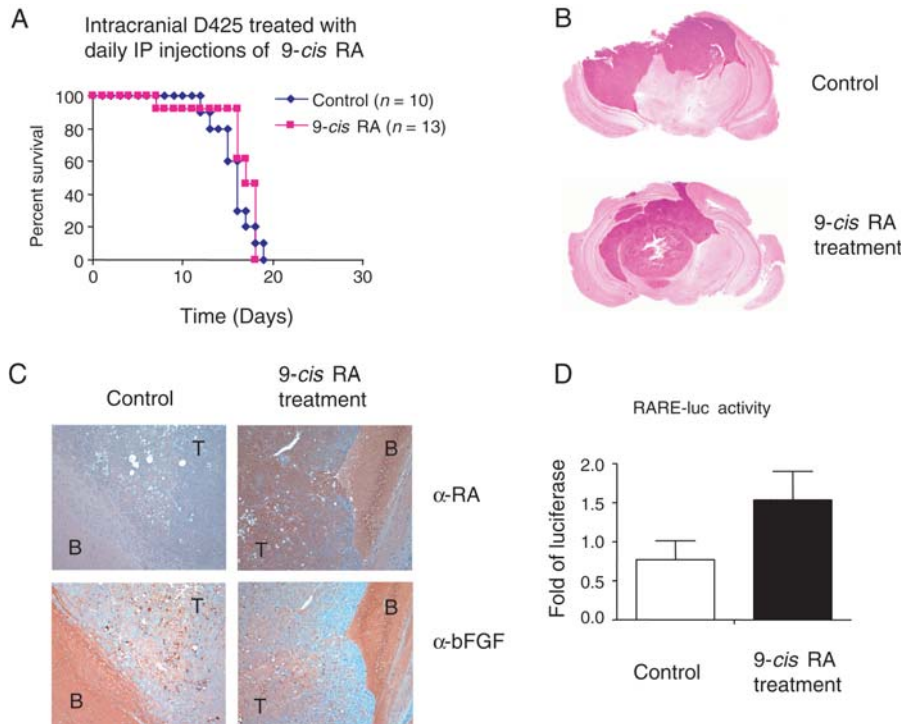 A
Intracranial D425 treated with
daily IP injections of 9-cis RA
Percent survival
100
80
60
40
20
0
0 10 20 30
Time (Days)
Control (n = 10)
9-cis RA (n = 13)
B
Control
9-cis RA
treatment
C
Control
9-cis RA
treatment
T
B
B
T
α-RA
T
B
B
T
α-bFGF
D
RARE-luc activity
Fold of luciferase
2.0
1.5
1.0
0.5
0.0
Control
9-cis RA
treatment